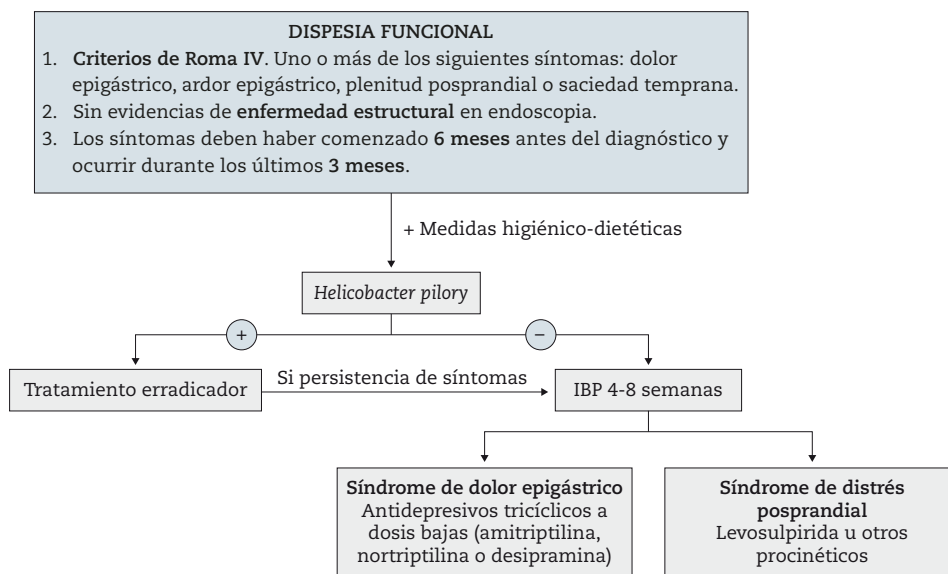 DISPESIA FUNCIONAL
1. Criterios de Roma IV. Uno o más de los siguientes síntomas: dolor
epigástrico, ardor epigástrico, plenitud posprandial o saciedad temprana.
2. Sin evidencias de enfermedad estructural en endoscopia.
3. Los síntomas deben haber comenzado 6 meses antes del diagnóstico y
ocurrir durante los últimos 3 meses.
+ Medidas higiénico-dietéticas
Helicobacter pilory
+
−
Tratamiento erradicador
Si persistencia de síntomas
IBP 4-8 semanas
Síndrome de dolor epigástrico
Antidepresivos tricíclicos a
dosis bajas (amitriptilina,
nortriptilina o desipramina)
Síndrome de distrés
posprandial
Levosulpirida u otros
procinéticos